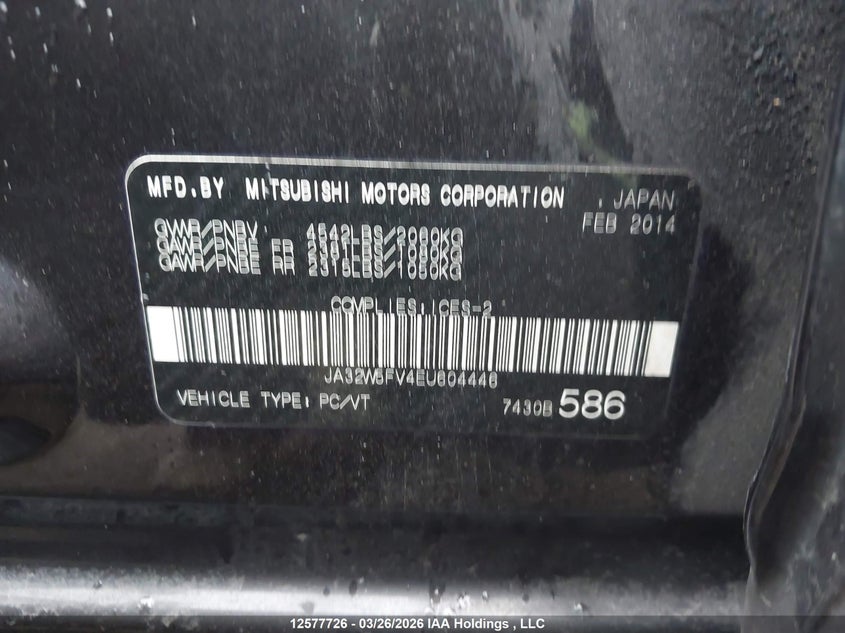 MFD.BY MITSUBISHI MOTORS CORPORATION , JAPAN
FEB 2014
GVWR/PNBV, 4542LBS/2060KG
GAWR/PNBE FR 2381LBS/1080KG
GAWR/PNBE RR 2315LBS/1050KG
COMPLIES:ICES-2
JA32W5FV4EU604446
VEHICLE TYPE: PC/VT
7430B 586
12577726 - 03/26/2026 IAA Holdings , LLC